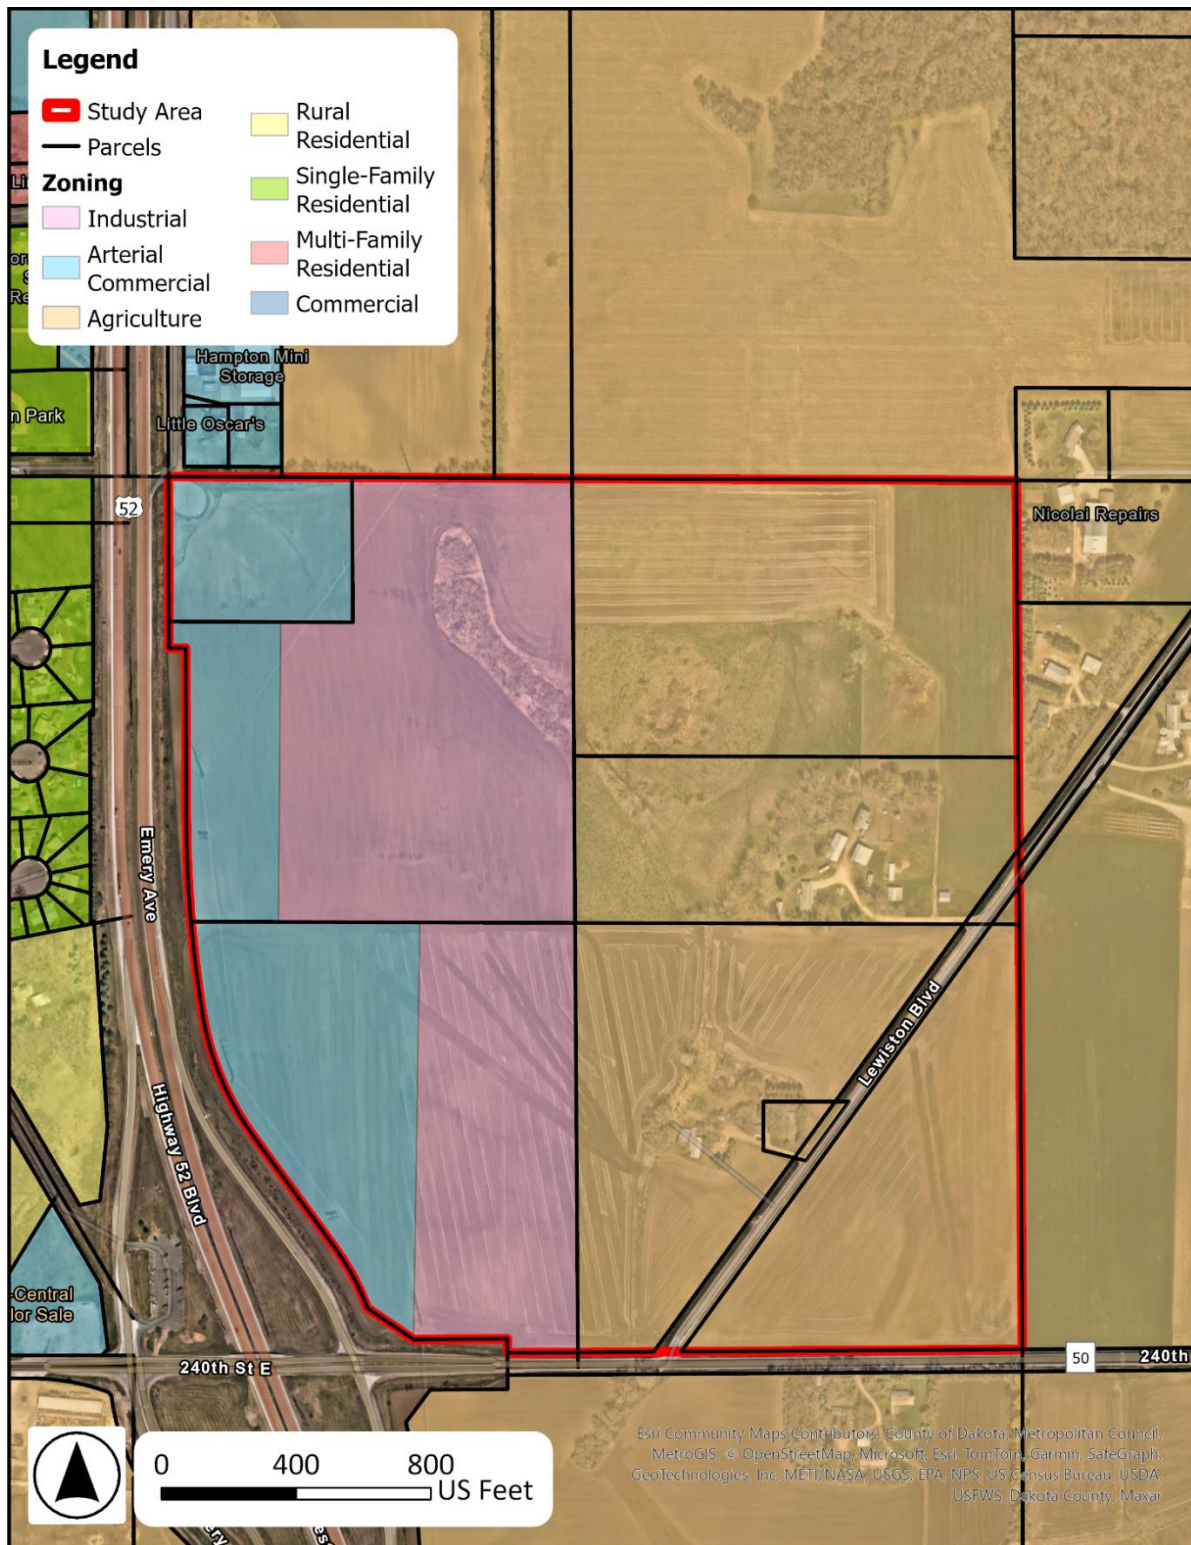 Legend
Study Area
Parcels
Zoning
Industrial
Arterial
Commercial
Agriculture
Rural
Residential
Single-Family
Residential
Multi-Family
Residential
Commercial
Hampton Mini
Storage
Little Oscar's
n Park
52
Nicolai Repairs
Emery Ave
Lewiston Blvd
Highway 52 Blvd
-Central
lor Sale
240th St E
50
240th
0 400 800
US Feet
Esri Community Maps Contributors, County of Dakota, Metropolitan Council,
MetroGIS, © OpenStreetMap, Microsoft, Esri, TomTom, Garmin, SafeGraph,
GeoTechnologies, Inc, METI/NASA, USGS, EPA, NPS, US Census Bureau, USDA,
USFWS, Dakota County, Maxar